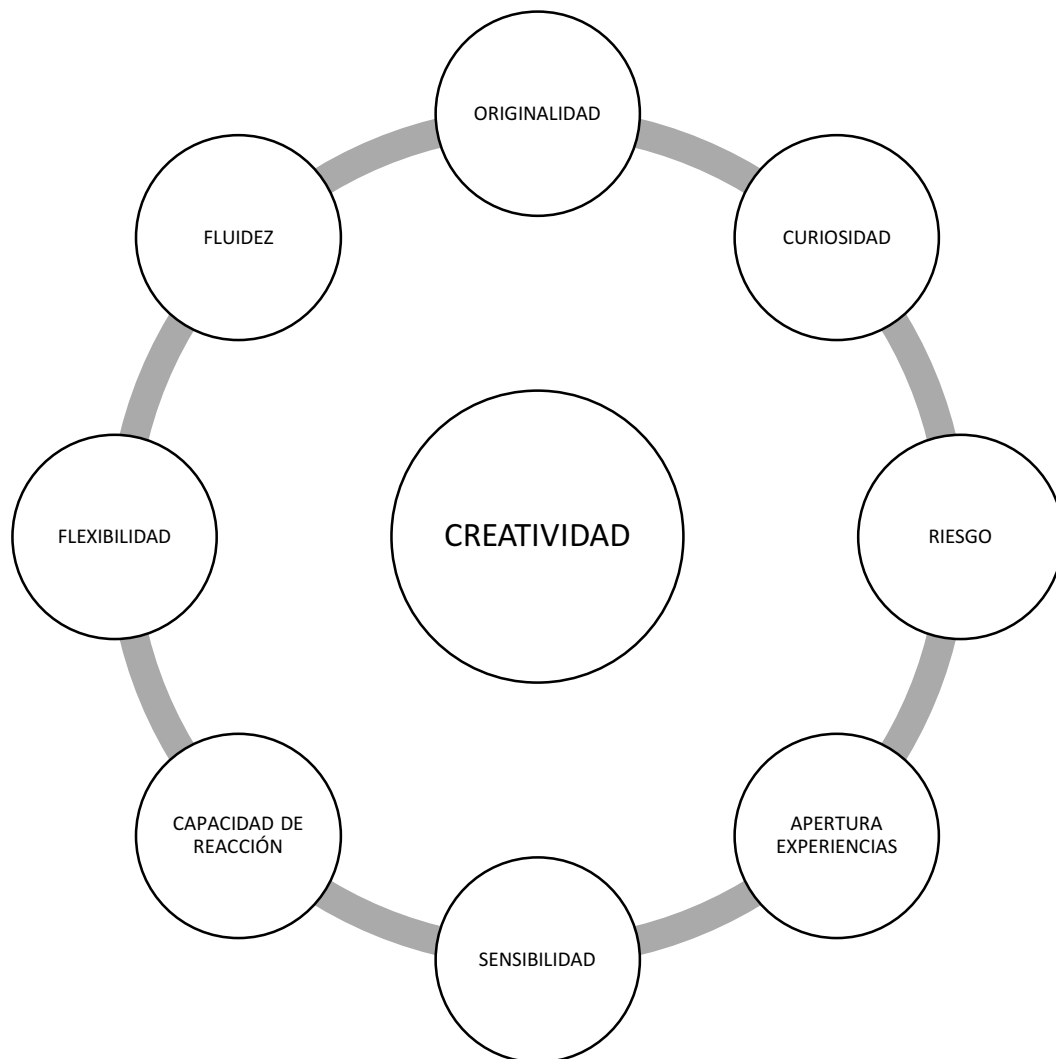 ORIGINALIDAD
CURIOSIDAD
RIESGO
APERTURA
EXPERIENCIAS
SENSIBILIDAD
CAPACIDAD DE
REACCIÓN
FLEXIBILIDAD
FLUIDEZ
CREATIVIDAD